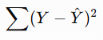 ∑(Y − Ŷ)²